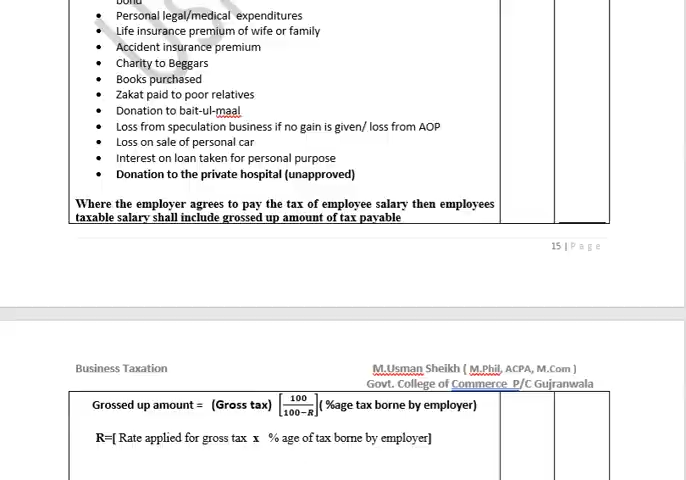 bond
Personal legal/medical expenditures
Life insurance premium of wife or family
Accident insurance premium
Charity to Beggars
Books purchased
Zakat paid to poor relatives
Donation to bait-ul-maal
Loss from speculation business if no gain is given/ loss from AOP
Loss on sale of personal car
Interest on loan taken for personal purpose
Donation to the private hospital (unapproved)
Where the employer agrees to pay the tax of employee salary then employees
taxable salary shall include grossed up amount of tax payable
15 | P a g e
Business Taxation M.Usman Sheikh ( M.Phil, ACPA, M.Com )
Govt. College of Commerce P/C Gujranwala
Grossed up amount = (Gross tax) [100/100−R] ( %age tax borne by employer)
R=[ Rate applied for gross tax x % age of tax borne by employer]